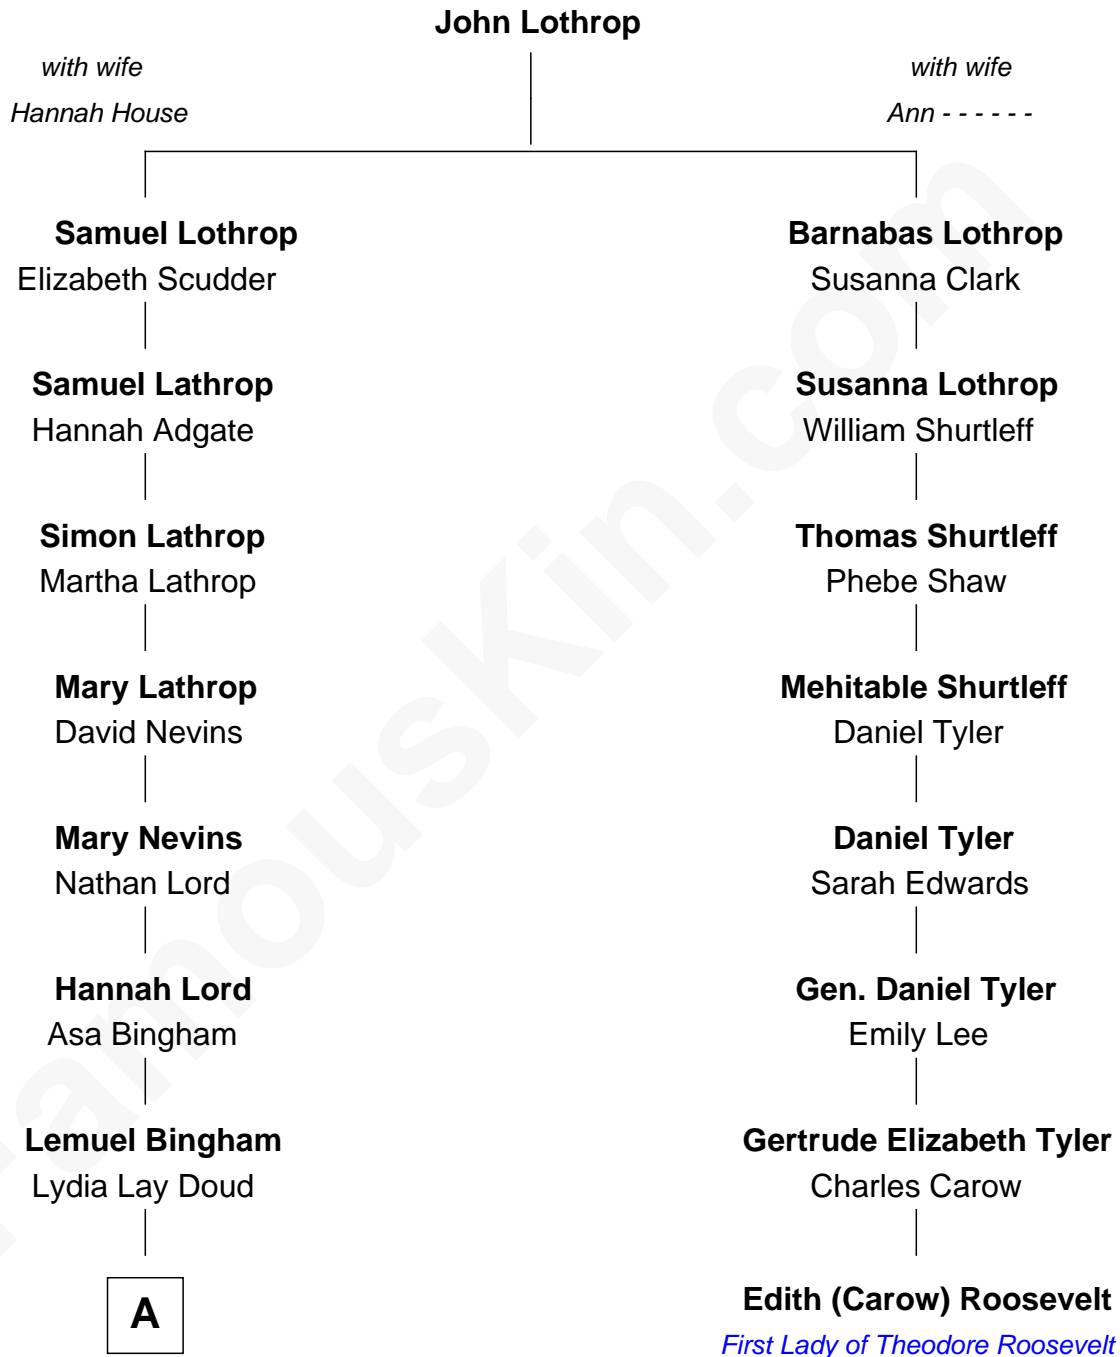 John Lothrop
with wife
Hannah House
with wife
Ann - - - - - -
Samuel Lothrop
Elizabeth Scudder
Barnabas Lothrop
Susanna Clark
Samuel Lathrop
Hannah Adgate
Susanna Lothrop
William Shurtleff
Simon Lathrop
Martha Lathrop
Thomas Shurtleff
Phebe Shaw
Mary Lathrop
David Nevins
Mehitable Shurtleff
Daniel Tyler
Mary Nevins
Nathan Lord
Daniel Tyler
Sarah Edwards
Hannah Lord
Asa Bingham
Gen. Daniel Tyler
Emily Lee
Lemuel Bingham
Lydia Lay Doud
Gertrude Elizabeth Tyler
Charles Carow
A
Edith (Carow) Roosevelt
First Lady of Theodore Roosevelt
FamousKin.com